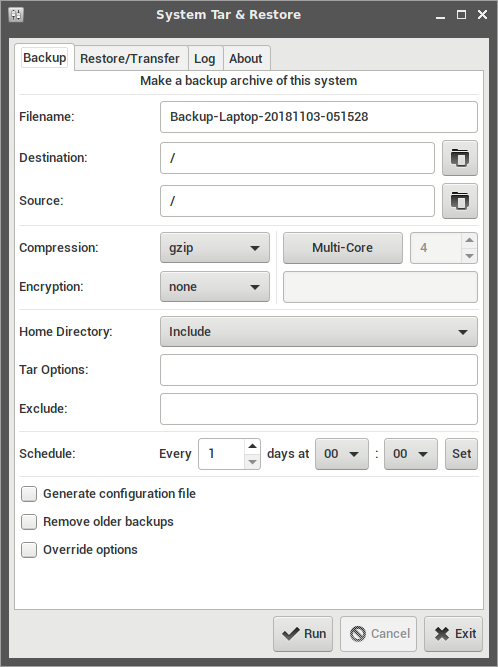 System Tar & Restore
Backup Restore/Transfer Log About
Make a backup archive of this system
Filename: Backup-Laptop-20181103-051528
Destination: /
Source: /
Compression: gzip Multi-Core 4
Encryption: none
Home Directory: Include
Tar Options:
Exclude:
Schedule: Every 1 days at 00 : 00 Set
Generate configuration file
Remove older backups
Override options
Run Cancel Exit